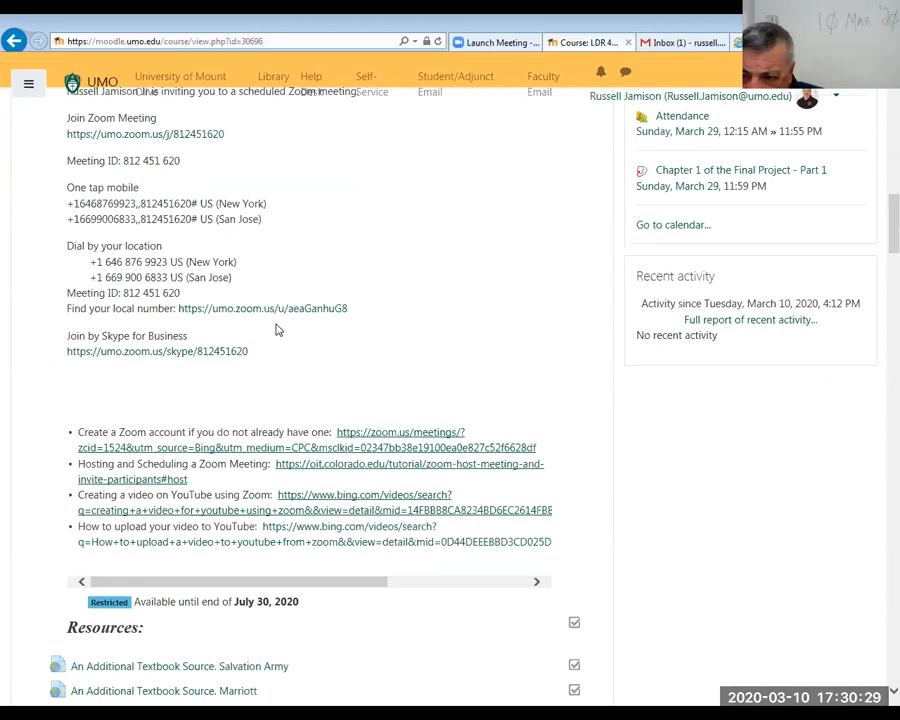 https://moodle.umo.edu/course/view.php?id=30696
Launch Meeting -...
Course: LDR 4...
Inbox (1) - russell....
10 MAR '20
UMO
University of Mount
Olive
Library
Help
Desk
Self-
Service
Student/Adjunct
Email
Faculty
Email
Russell Jamison (Russell.Jamison@umo.edu)
Russell Jamison Jr is inviting you to a scheduled Zoom meeting.
Join Zoom Meeting
https://umo.zoom.us/j/812451620
Meeting ID: 812 451 620
One tap mobile
+16468769923,,812451620# US (New York)
+16699006833,,812451620# US (San Jose)
Dial by your location
+1 646 876 9923 US (New York)
+1 669 900 6833 US (San Jose)
Meeting ID: 812 451 620
Find your local number: https://umo.zoom.us/u/aeaGanhuG8
Join by Skype for Business
https://umo.zoom.us/skype/812451620
• Create a Zoom account if you do not already have one: https://zoom.us/meetings/?
zcid=1524&utm_source=Bing&utm_medium=CPC&msclkid=02347bb38e19100ea0e827c52f6628df
• Hosting and Scheduling a Zoom Meeting: https://oit.colorado.edu/tutorial/zoom-host-meeting-and-
invite-participants#host
• Creating a video on YouTube using Zoom: https://www.bing.com/videos/search?
q=creating+a+video+for+youtube+using+zoom&&view=detail&mid=14FBBB8CA8234BD6EC2614FBB
• How to upload your video to YouTube: https://www.bing.com/videos/search?
q=How+to+upload+a+video+to+youtube+from+zoom&&view=detail&mid=0D44DEEEBBD3CD025D
Restricted Available until end of July 30, 2020
Resources:
An Additional Textbook Source. Salvation Army
An Additional Textbook Source. Marriott
Attendance
Sunday, March 29, 12:15 AM » 11:55 PM
Chapter 1 of the Final Project - Part 1
Sunday, March 29, 11:59 PM
Go to calendar...
Recent activity
Activity since Tuesday, March 10, 2020, 4:12 PM
Full report of recent activity...
No recent activity
2020-03-10 17:30:29